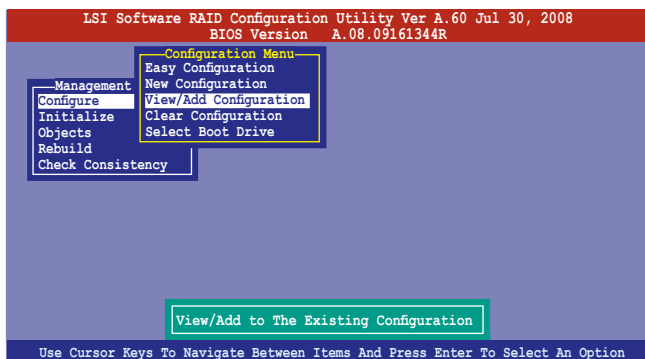 LSI Software RAID Configuration Utility Ver A.60 Jul 30, 2008
BIOS Version A.08.09161344R
Configuration Menu
Easy Configuration
New Configuration
View/Add Configuration
Clear Configuration
Select Boot Drive
Management
Configure
Initialize
Objects
Rebuild
Check Consistency
View/Add to The Existing Configuration
Use Cursor Keys To Navigate Between Items And Press Enter To Select An Option